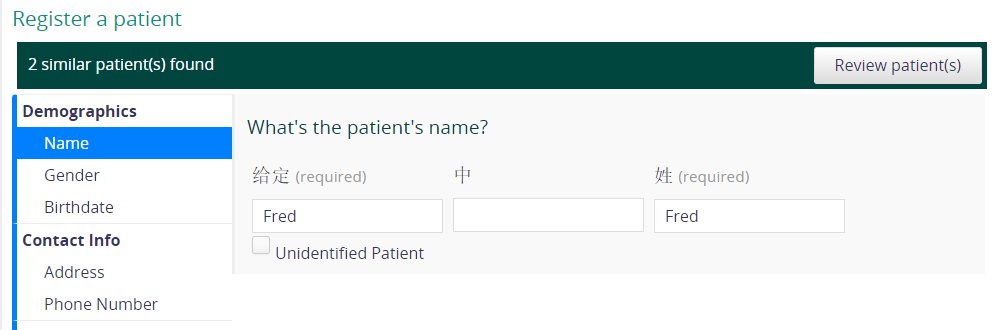 Register a patient
2 similar patient(s) found
Review patient(s)
Demographics
Name
Gender
Birthdate
Contact Info
Address
Phone Number
What's the patient's name?
给定 (required)
中
姓 (required)
Fred
Fred
Unidentified Patient